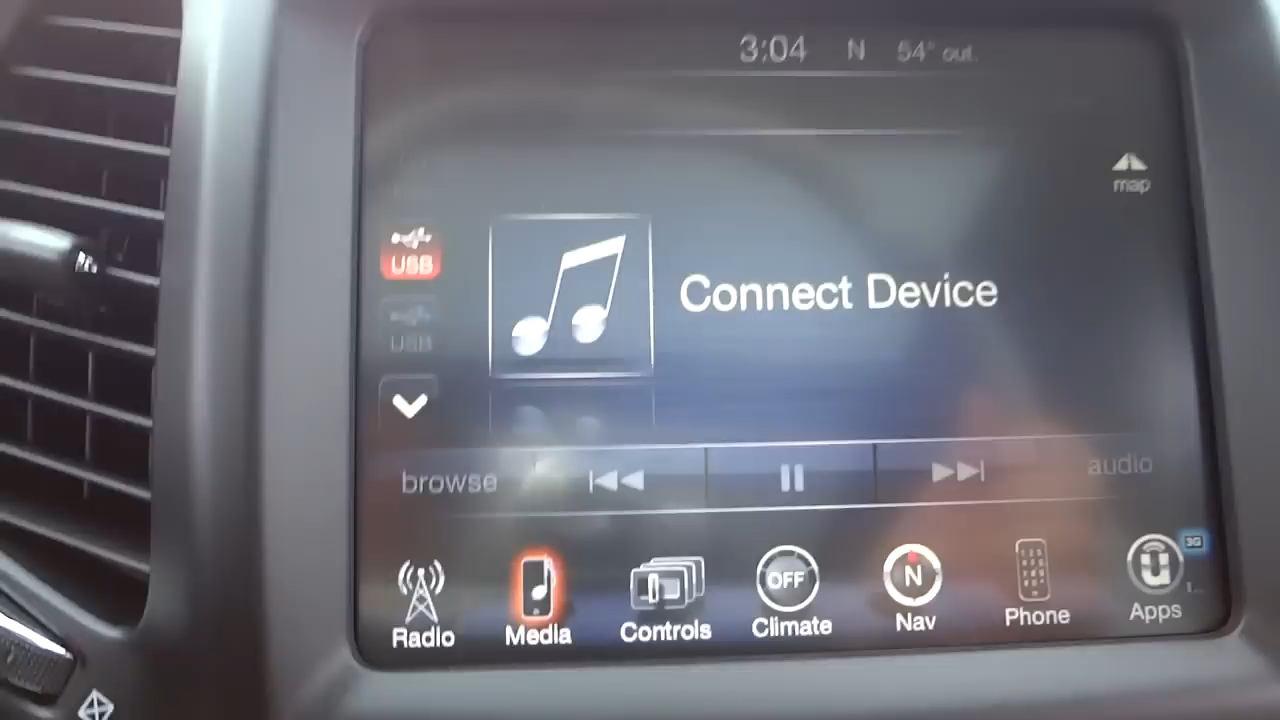 3:04 N 54° out.
map
USB
Connect Device
USB
browse audio
OFF N 3G
Radio Media Controls Climate Nav Phone Apps